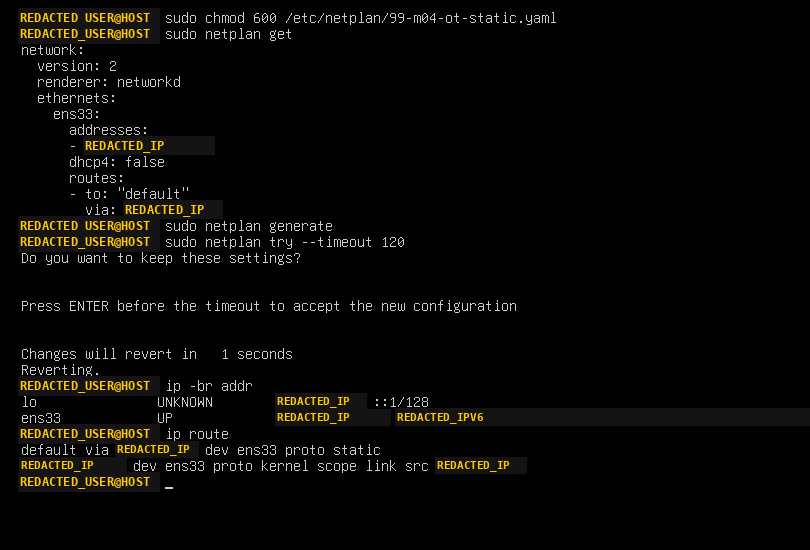 REDACTED USER@HOST sudo chmod 600 /etc/netplan/99-m04-ot-static.yaml
REDACTED_USER@HOST sudo netplan get
network:
  version: 2
  renderer: networkd
  ethernets:
    ens33:
      addresses:
      - REDACTED_IP
      dhcp4: false
      routes:
      - to: "default"
        via: REDACTED_IP
REDACTED USER@HOST sudo netplan generate
REDACTED_USER@HOST sudo netplan try --timeout 120
Do you want to keep these settings?
Press ENTER before the timeout to accept the new configuration
Changes will revert in   1 seconds
Reverting.
REDACTED_USER@HOST ip -br addr
lo               UNKNOWN        REDACTED_IP ::1/128
ens33            UP             REDACTED_IP REDACTED_IPV6
REDACTED_USER@HOST ip route
default via REDACTED_IP dev ens33 proto static
REDACTED_IP dev ens33 proto kernel scope link src REDACTED_IP
REDACTED_USER@HOST _